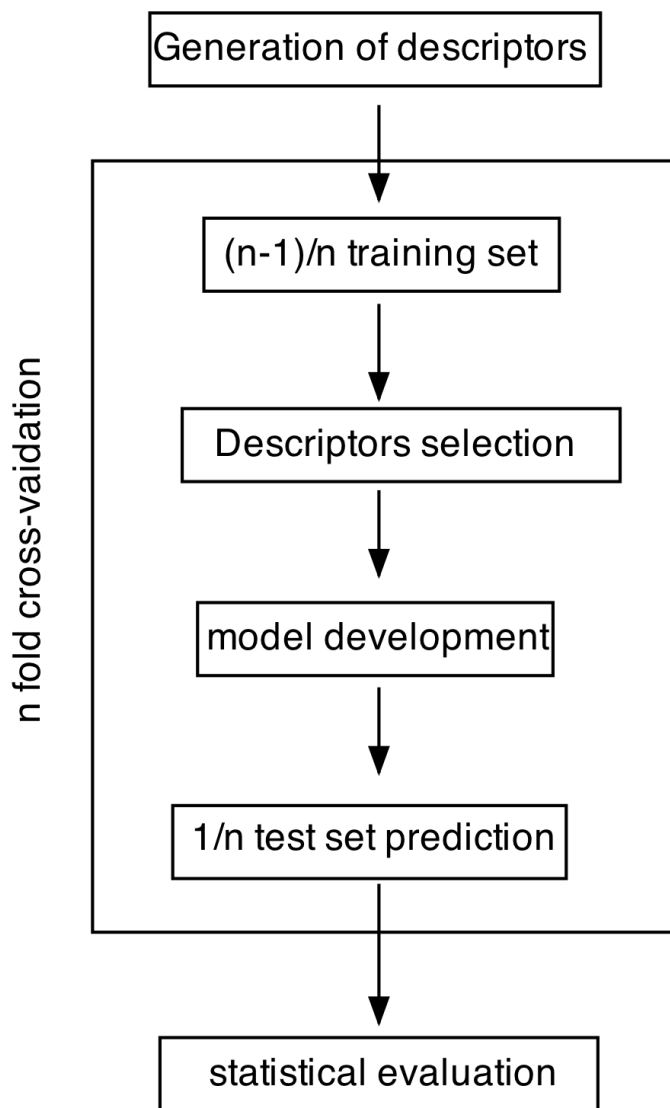 Generation of descriptors
(n-1)/n training set
Descriptors selection
model development
1/n test set prediction
n fold cross-vaidation
statistical evaluation